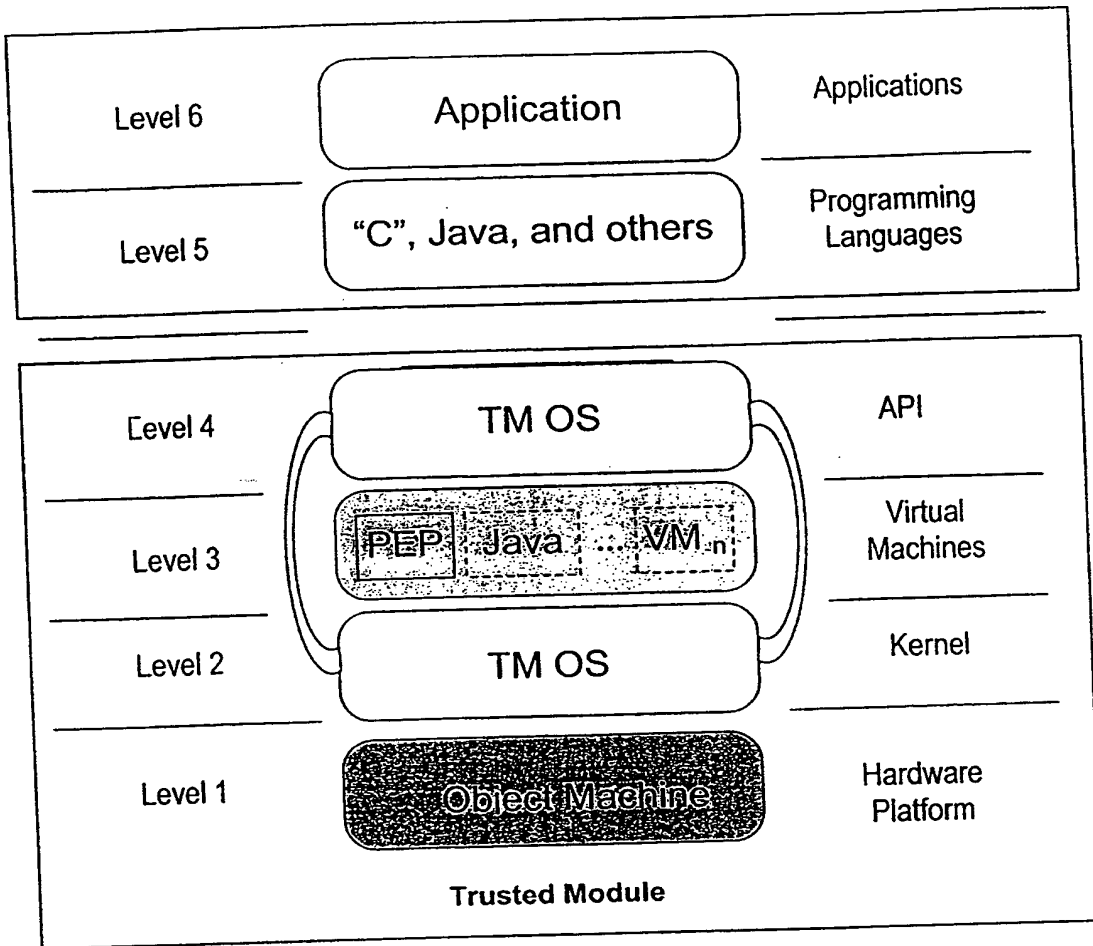 Level 6
Application
Applications
Level 5
"C", Java, and others
Programming
Languages
Level 4
TM OS
API
Level 3
PEP Java ... VM n
Virtual
Machines
Level 2
TM OS
Kernel
Level 1
Object Machine
Hardware
Platform
Trusted Module